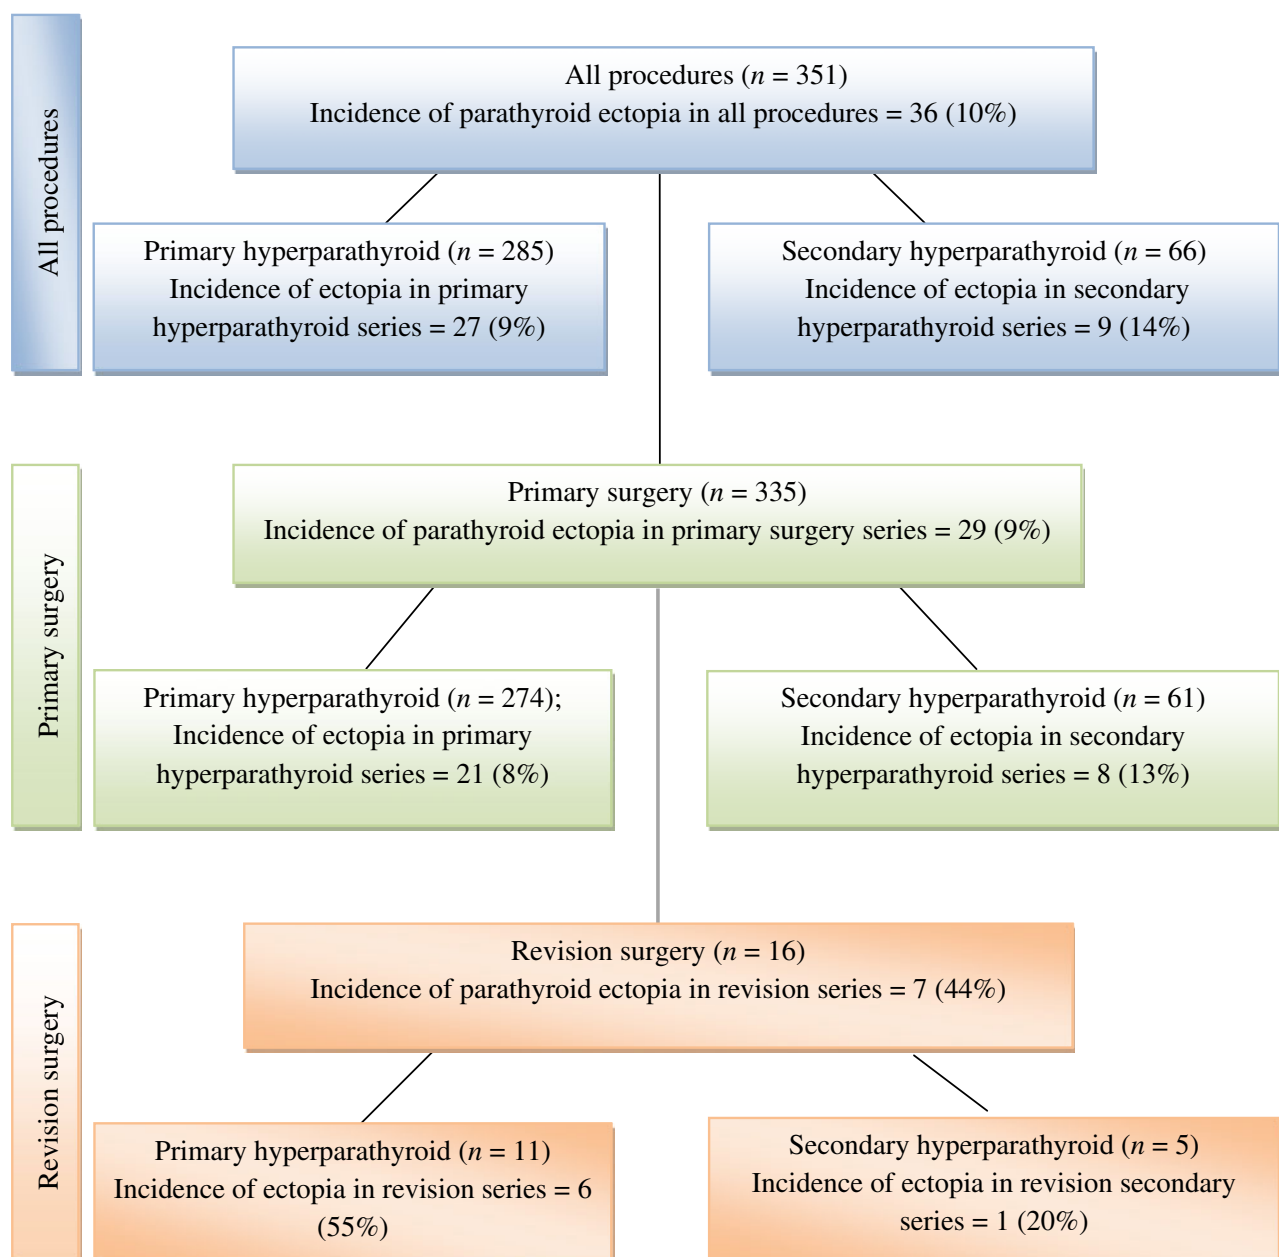 All procedures
All procedures (n = 351)
Incidence of parathyroid ectopia in all procedures = 36 (10%)
Primary hyperparathyroid (n = 285)
Incidence of ectopia in primary
hyperparathyroid series = 27 (9%)
Secondary hyperparathyroid (n = 66)
Incidence of ectopia in secondary
hyperparathyroid series = 9 (14%)
Primary surgery
Primary surgery (n = 335)
Incidence of parathyroid ectopia in primary surgery series = 29 (9%)
Primary hyperparathyroid (n = 274);
Incidence of ectopia in primary
hyperparathyroid series = 21 (8%)
Secondary hyperparathyroid (n = 61)
Incidence of ectopia in secondary
hyperparathyroid series = 8 (13%)
Revision surgery
Revision surgery (n = 16)
Incidence of parathyroid ectopia in revision series = 7 (44%)
Primary hyperparathyroid (n = 11)
Incidence of ectopia in revision series = 6
(55%)
Secondary hyperparathyroid (n = 5)
Incidence of ectopia in revision secondary
series = 1 (20%)